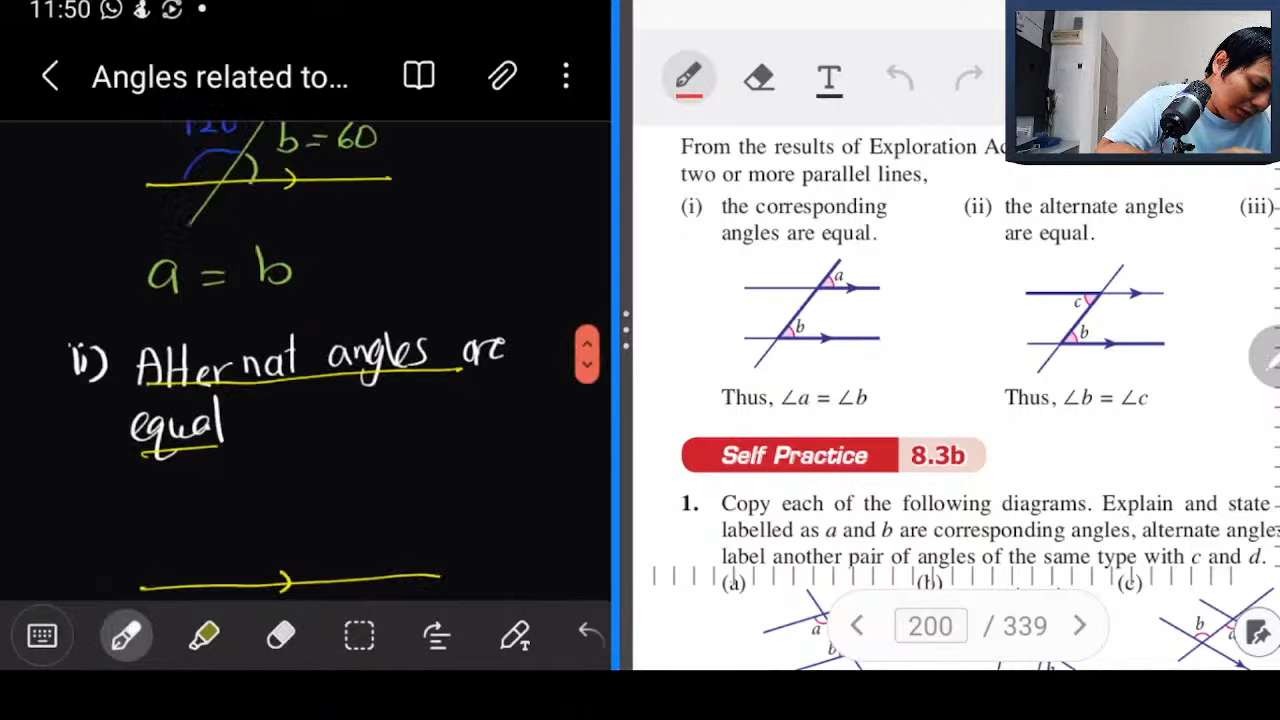 11:50
Angles related to...
120
b = 60
a = b
ii) Alternat angles are
equal
From the results of Exploration Ac
two or more parallel lines,
(i) the corresponding
angles are equal.
a
b
Thus, ∠a = ∠b
(ii) the alternate angles
are equal.
c
b
Thus, ∠b = ∠c
(iii)
Self Practice 8.3b
1. Copy each of the following diagrams. Explain and state
labelled as a and b are corresponding angles, alternate angles
label another pair of angles of the same type with c and d.
(a) (b) (c)
a
b
b
b
a
200 / 339
T